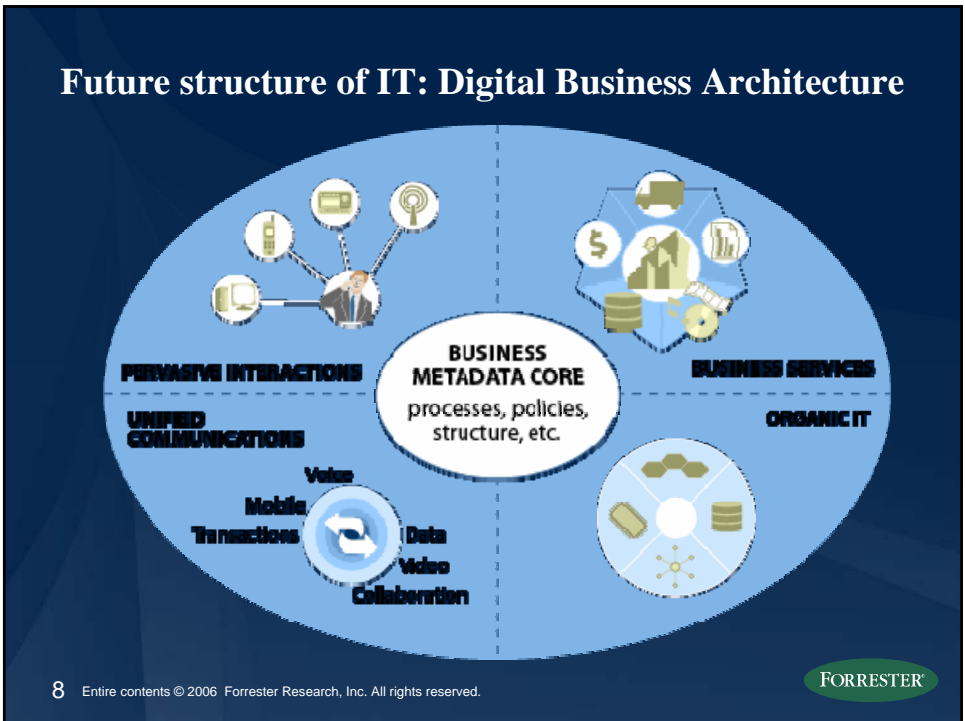 Future structure of IT: Digital Business Architecture
PERVASIVE INTERACTIONS
BUSINESS SERVICES
BUSINESS
METADATA CORE
processes, policies,
structure, etc.
UNIFIED
COMMUNICATIONS
ORGANIC IT
Voice
Mobile
Transactions
Data
Video
Collaboration
$
8 Entire contents © 2006 Forrester Research, Inc. All rights reserved.
FORRESTER®